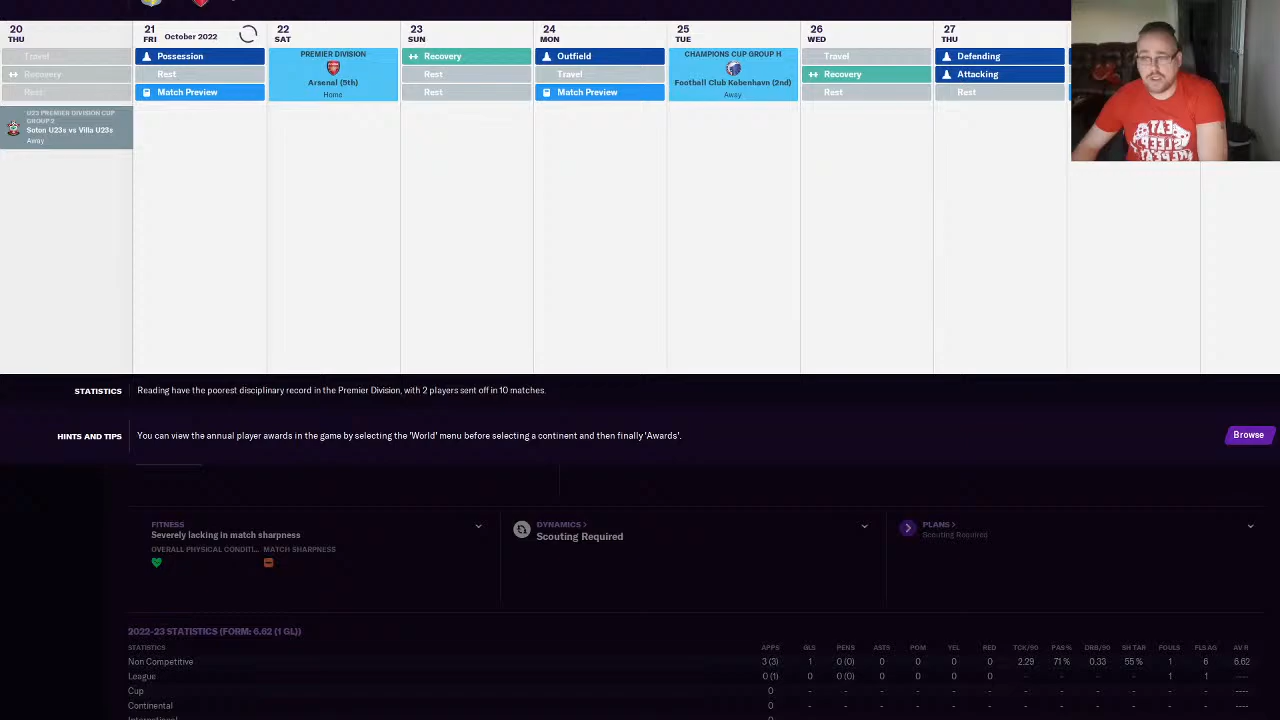 20
THU
21
FRI
October 2022
22
SAT
23
SUN
24
MON
25
TUE
26
WED
27
THU
Travel
Recovery
Rest
U23 PREMIER DIVISION CUP
GROUP 2
Soton U23s vs Villa U23s
Away
Possession
Rest
Match Preview
PREMIER DIVISION
Arsenal (9th)
Home
Recovery
Rest
Rest
Outfield
Travel
Match Preview
CHAMPIONS CUP GROUP H
Football Club København (2nd)
Away
Travel
Recovery
Rest
Defending
Attacking
Rest
EAT
SLEEP
REPEAT
STATISTICS
Reading have the poorest disciplinary record in the Premier Division, with 2 players sent off in 10 matches.
HINTS AND TIPS
You can view the annual player awards in the game by selecting the 'World' menu before selecting a continent and then finally 'Awards'.
Browse
FITNESS
Severely lacking in match sharpness
OVERALL PHYSICAL CONDITI... MATCH SHARPNESS
DYNAMICS >
Scouting Required
PLANS >
Scouting Required
2022-23 STATISTICS (FORM: 6.62 (1 GL))
STATISTICS APPS GLS PENS ASTS POM YEL RED TCK/90 PAS % DRB/90 SH TAR FOULS FLS AG AV R
Non Competitive 3 (3) 1 0 (0) 0 0 0 0 2.29 71 % 0.33 55 % 1 6 6.62
League 0 (1) 0 0 (0) 0 0 0 0 - - - - 1 1 ----
Cup 0 - - - - - - - - - - - - ----
Continental 0 - - - - - - - - - - - - ----
International